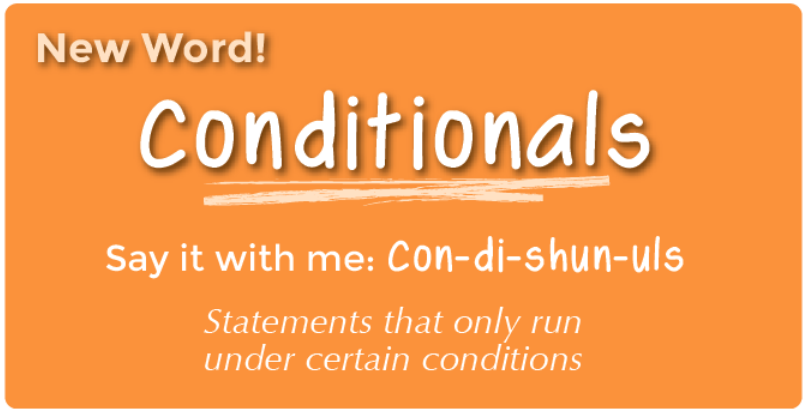 New Word!
Conditionals
Say it with me: Con-di-shun-uls
Statements that only run
under certain conditions